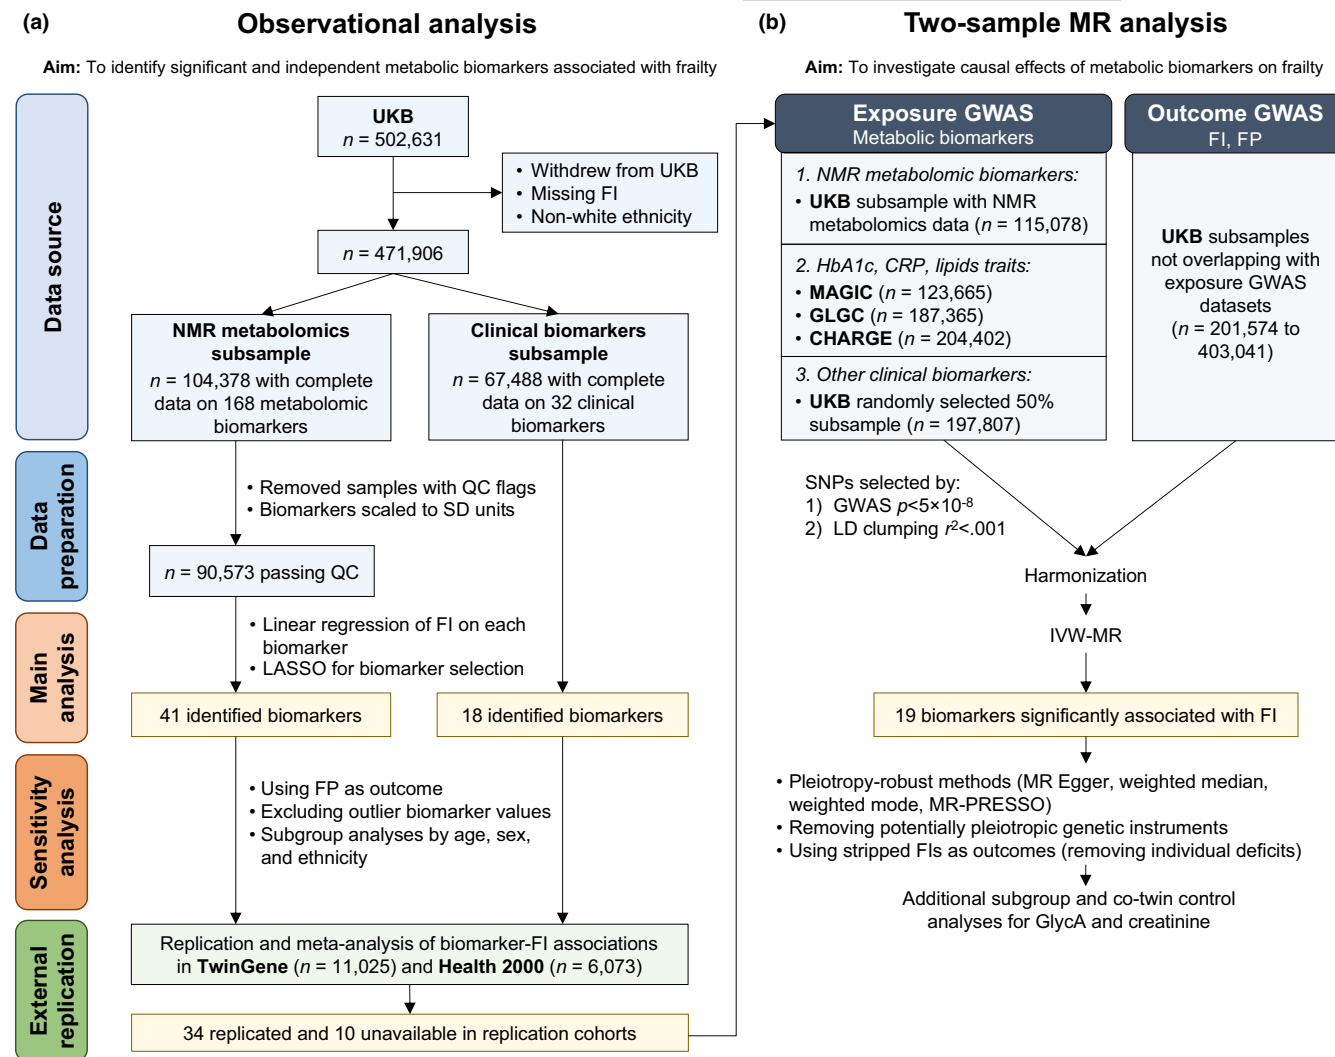 (a)
Observational analysis
Aim: To identify significant and independent metabolic biomarkers associated with frailty
Data source
UKB
n = 502,631
• Withdrew from UKB
• Missing FI
• Non-white ethnicity
n = 471,906
NMR metabolomics
subsample
n = 104,378 with complete
data on 168 metabolomic
biomarkers
Clinical biomarkers
subsample
n = 67,488 with complete
data on 32 clinical
biomarkers
Data
preparation
• Removed samples with QC flags
• Biomarkers scaled to SD units
n = 90,573 passing QC
Main
analysis
• Linear regression of FI on each
biomarker
• LASSO for biomarker selection
41 identified biomarkers
18 identified biomarkers
Sensitivity
analysis
• Using FP as outcome
• Excluding outlier biomarker values
• Subgroup analyses by age, sex,
and ethnicity
External
replication
Replication and meta-analysis of biomarker-FI associations
in TwinGene (n = 11,025) and Health 2000 (n = 6,073)
34 replicated and 10 unavailable in replication cohorts
(b)
Two-sample MR analysis
Aim: To investigate causal effects of metabolic biomarkers on frailty
Exposure GWAS
Metabolic biomarkers
1. NMR metabolomic biomarkers:
• UKB subsample with NMR
metabolomics data (n = 115,078)
2. HbA1c, CRP, lipids traits:
• MAGIC (n = 123,665)
• GLGC (n = 187,365)
• CHARGE (n = 204,402)
3. Other clinical biomarkers:
• UKB randomly selected 50%
subsample (n = 197,807)
Outcome GWAS
FI, FP
UKB subsamples
not overlapping with
exposure GWAS
datasets
(n = 201,574 to
403,041)
SNPs selected by:
1) GWAS p<5×10⁻⁸
2) LD clumping r²<.001
Harmonization
IVW-MR
19 biomarkers significantly associated with FI
• Pleiotropy-robust methods (MR Egger, weighted median,
weighted mode, MR-PRESSO)
• Removing potentially pleiotropic genetic instruments
• Using stripped FIs as outcomes (removing individual deficits)
Additional subgroup and co-twin control
analyses for GlycA and creatinine